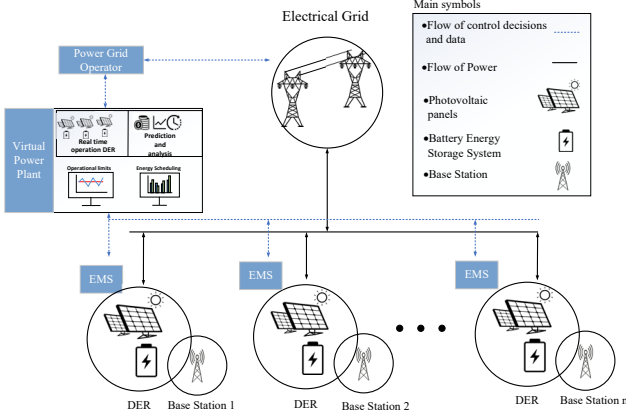 Main symbols
Electrical Grid
•Flow of control decisions
and data
•Flow of Power
•Photovoltaic
panels
•Battery Energy
Storage System
•Base Station
Power Grid
Operator
Virtual
Power
Plant
Real time
operation DER
Prediction
and
analysis
Operational limits
Energy Scheduling
EMS
EMS
EMS
DER
Base Station 1
DER
Base Station 2
DER
Base Station n